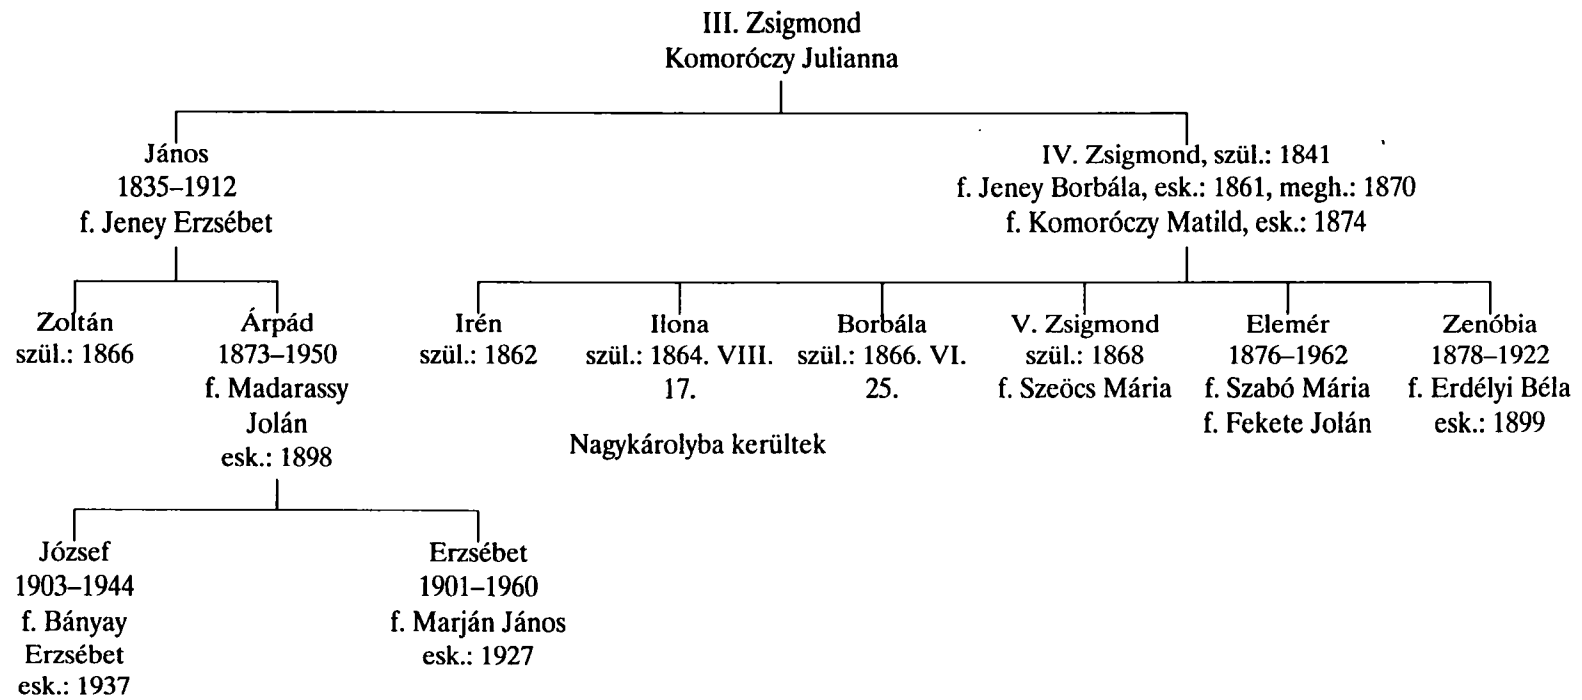 III. Zsigmond
Komoróczy Julianna
János
1835–1912
f. Jeney Erzsébet
IV. Zsigmond, szül.: 1841
f. Jeney Borbála, esk.: 1861, megh.: 1870
f. Komoróczy Matild, esk.: 1874
Zoltán
szül.: 1866
Árpád
1873–1950
f. Madarassy
Jolán
esk.: 1898
Irén
szül.: 1862
Ilona
szül.: 1864. VIII.
17.
Borbála
szül.: 1866. VI.
25.
Nagykárolyba kerültek
V. Zsigmond
szül.: 1868
f. Szeöcs Mária
Elemér
1876–1962
f. Szabó Mária
f. Fekete Jolán
Zenóbia
1878–1922
f. Erdélyi Béla
esk.: 1899
József
1903–1944
f. Bányay
Erzsébet
esk.: 1937
Erzsébet
1901–1960
f. Marján János
esk.: 1927